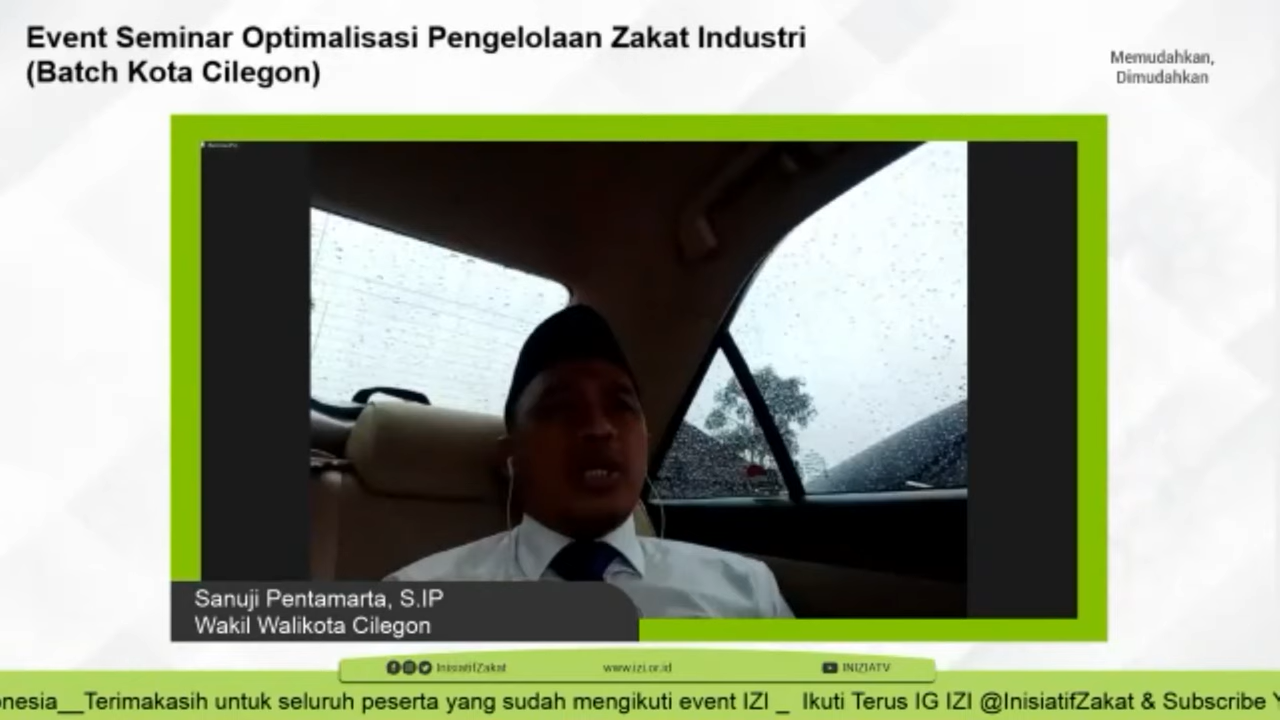 Event Seminar Optimalisasi Pengelolaan Zakat Industri
(Batch Kota Cilegon)
Memudahkan,
Dimudahkan
Sanuji Pentamarta, S.IP
Wakil Walikota Cilegon
InisiatifZakat
www.izi.or.id
INIZIATV
onesia__Terimakasih untuk seluruh peserta yang sudah mengikuti event IZI _ Ikuti Terus IG IZI @InisiatifZakat & Subscribe Y